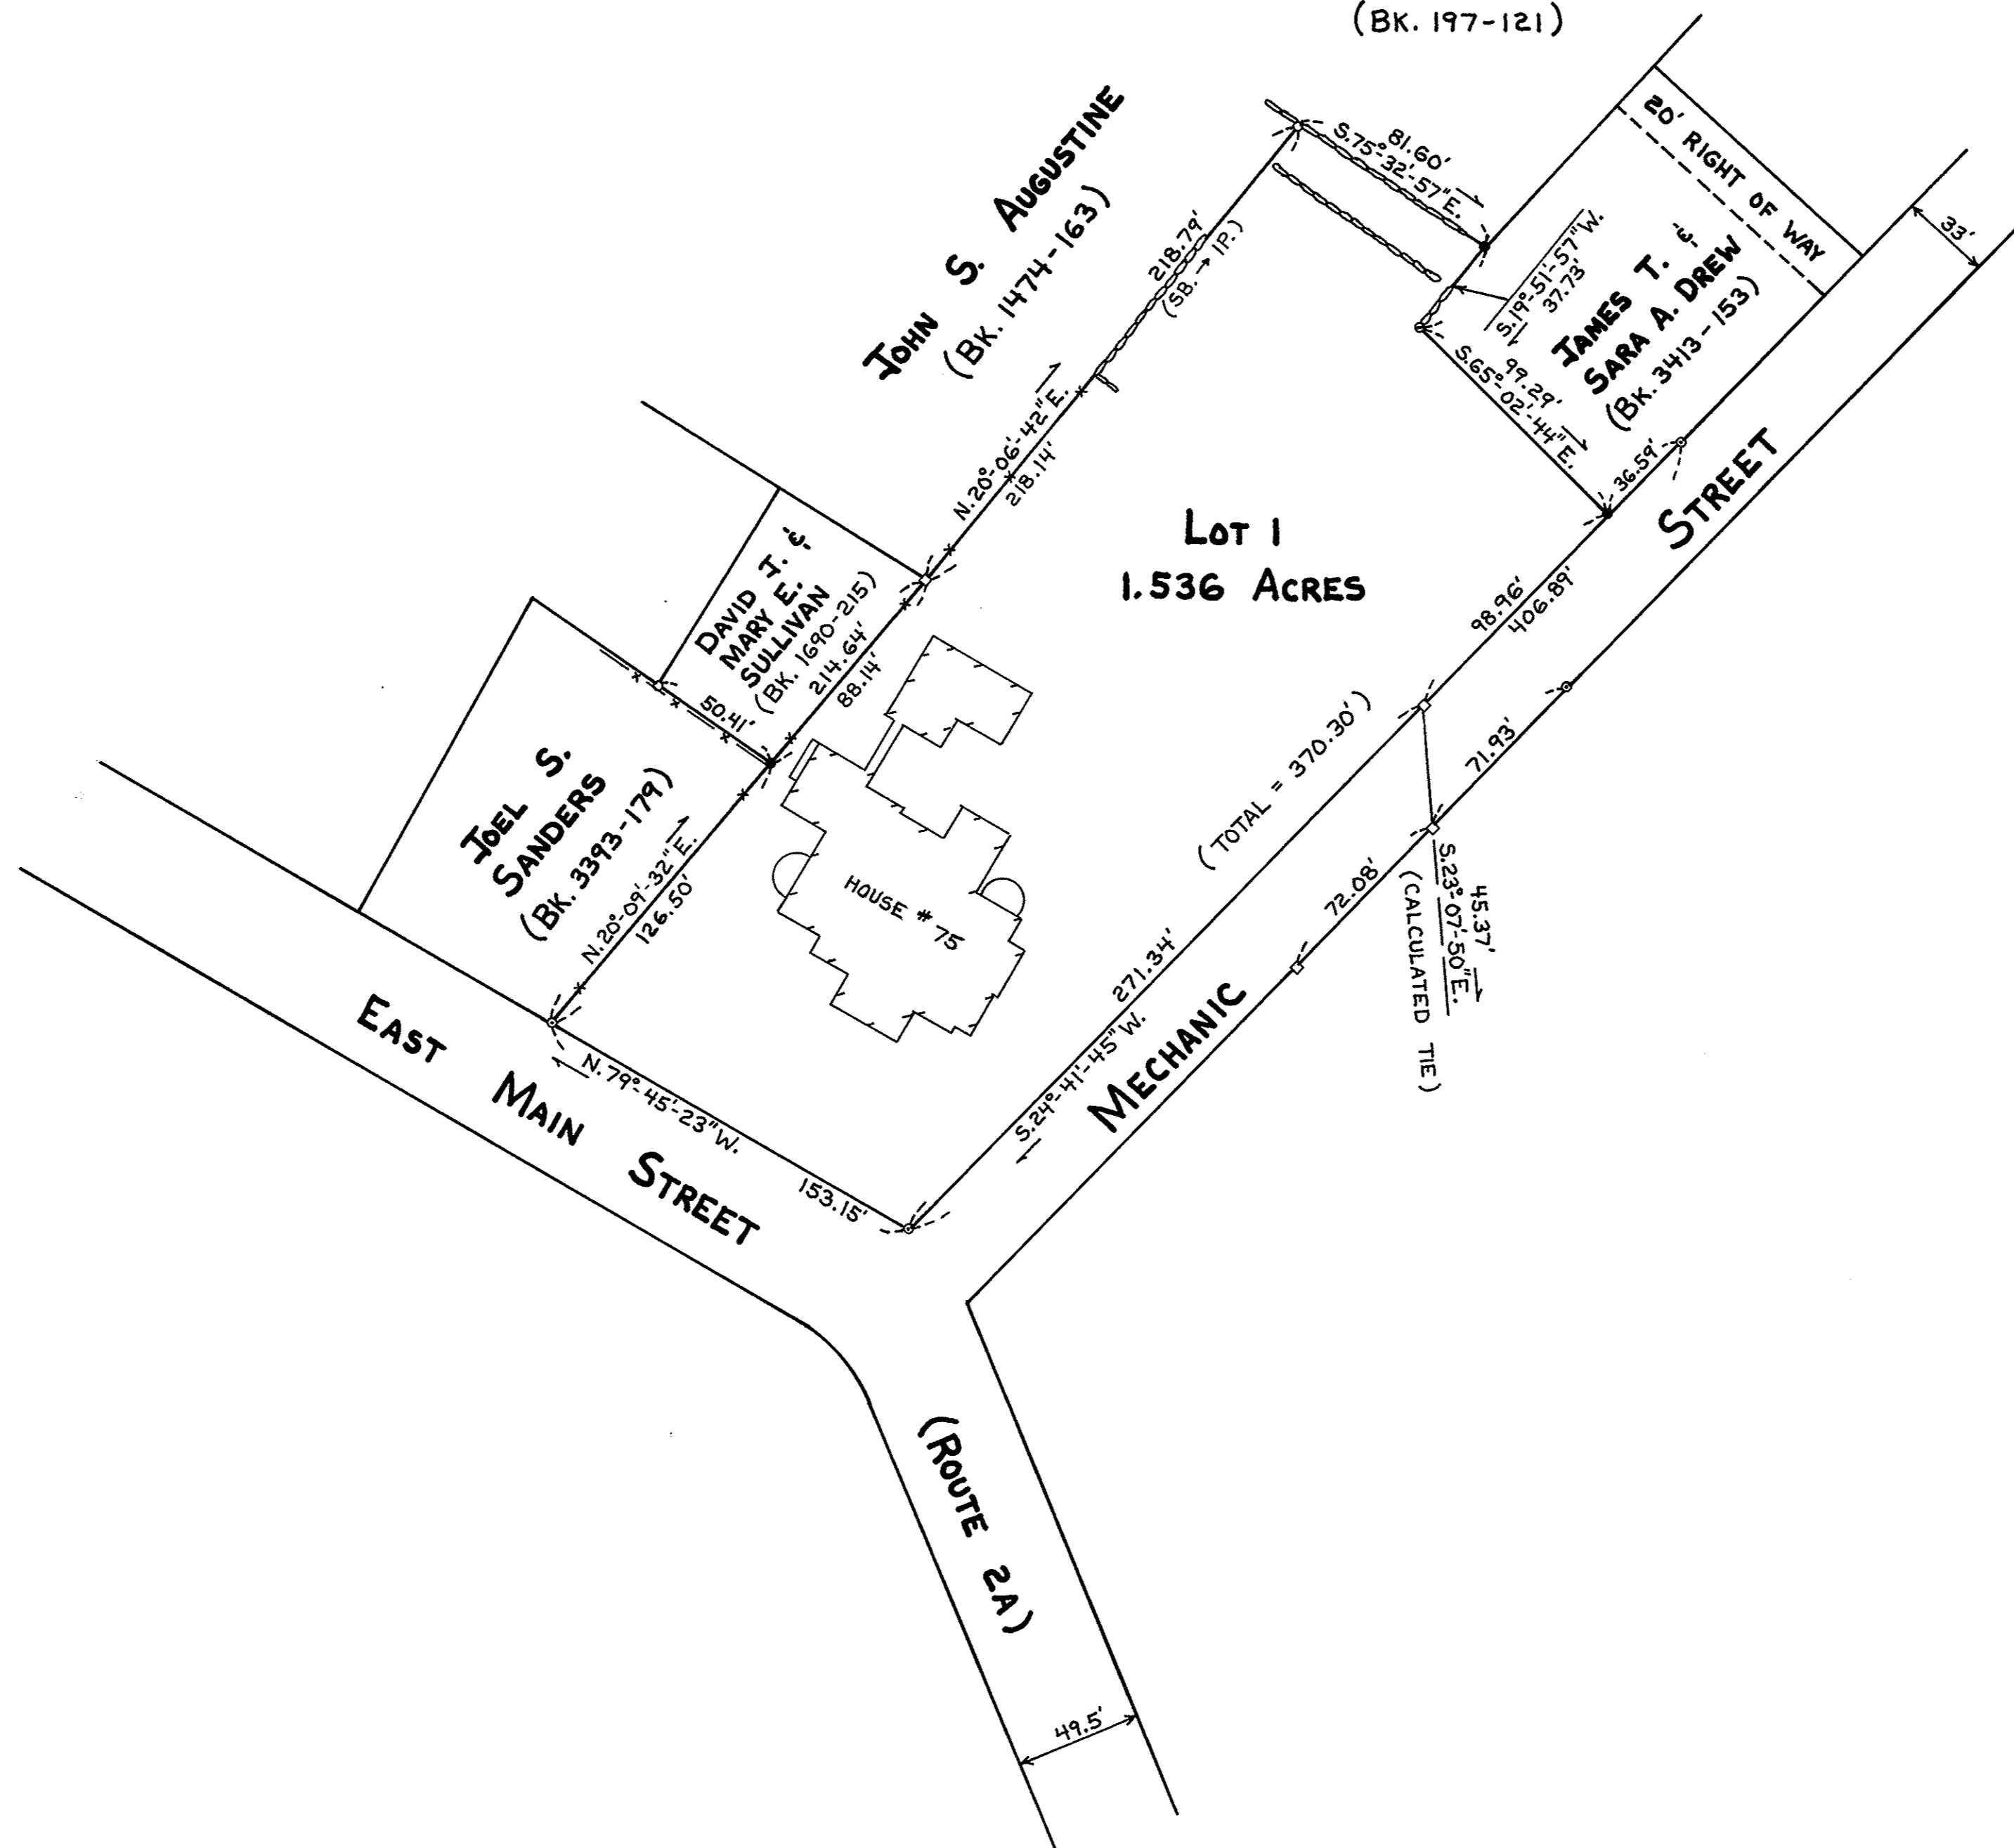 (BK. 197-121)
20' RIGHT OF WAY
33'
JOHN S. AUGUSTINE
(BK. 1474-163)
81.60'
S.75°-32'-57"E.
218.79'
(SB. → IP.)
S.19°-51'-57"W.
37.73'
JAMES T. &
SARA A. DREW
(BK. 3413-153)
99.29'
S.65°-02'-44"E.
36.59'
N.20°-06'-42"E.
218.14'
LOT 1
1.536 ACRES
MECHANIC STREET
98.96'
406.89'
DAVID T. &
MARY E.
SULLIVAN
(BK. 1690-215)
214.64'
88.14'
50.41'
71.93'
(TOTAL = 370.30')
JOEL S.
SANDERS
(BK. 3393-179)
N.20°-09'-32"E.
126.50'
HOUSE # 75
72.08'
45.37'
S.23°-07'-50"E.
(CALCULATED TIE)
271.34'
S.24°-41'-45"W.
EAST MAIN STREET
N.79°-45'-23"W.
153.15'
(ROUTE 2A)
49.5'